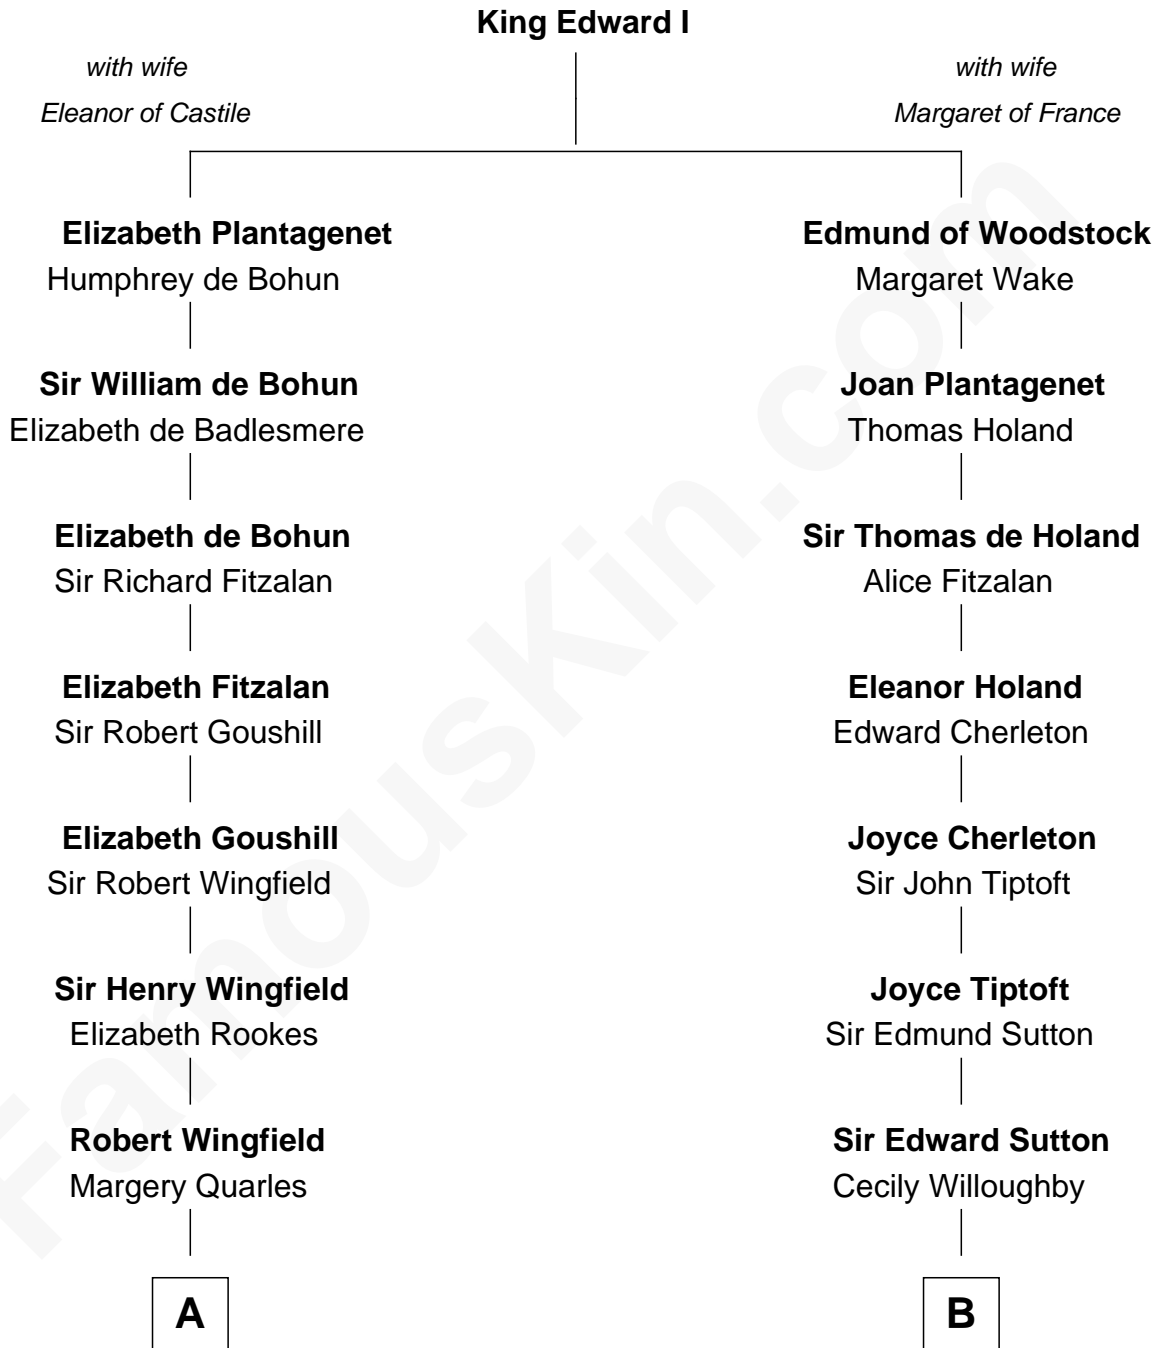 King Edward I
with wife
Eleanor of Castile
with wife
Margaret of France
Elizabeth Plantagenet
Humphrey de Bohun
Edmund of Woodstock
Margaret Wake
Sir William de Bohun
Elizabeth de Badlesmere
Joan Plantagenet
Thomas Holand
Elizabeth de Bohun
Sir Richard Fitzalan
Sir Thomas de Holand
Alice Fitzalan
Elizabeth Fitzalan
Sir Robert Goushill
Eleanor Holand
Edward Cherleton
Elizabeth Goushill
Sir Robert Wingfield
Joyce Cherleton
Sir John Tiptoft
Sir Henry Wingfield
Elizabeth Rookes
Joyce Tiptoft
Sir Edmund Sutton
Robert Wingfield
Margery Quarles
Sir Edward Sutton
Cecily Willoughby
A
B
FamousKin.com